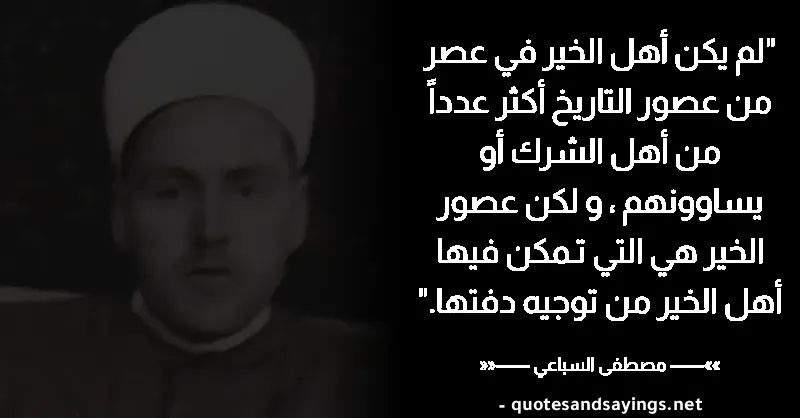 "لم يكن أهل الخير في عصر
من عصور التاريخ أكثر عدداً
من أهل الشرك أو
يساوونهم ، و لكن عصور
الخير هي التي تمكن فيها
أهل الخير من توجيه دفتها."
»»—— مصطفى السباعي ——««
- quotesandsayings.net